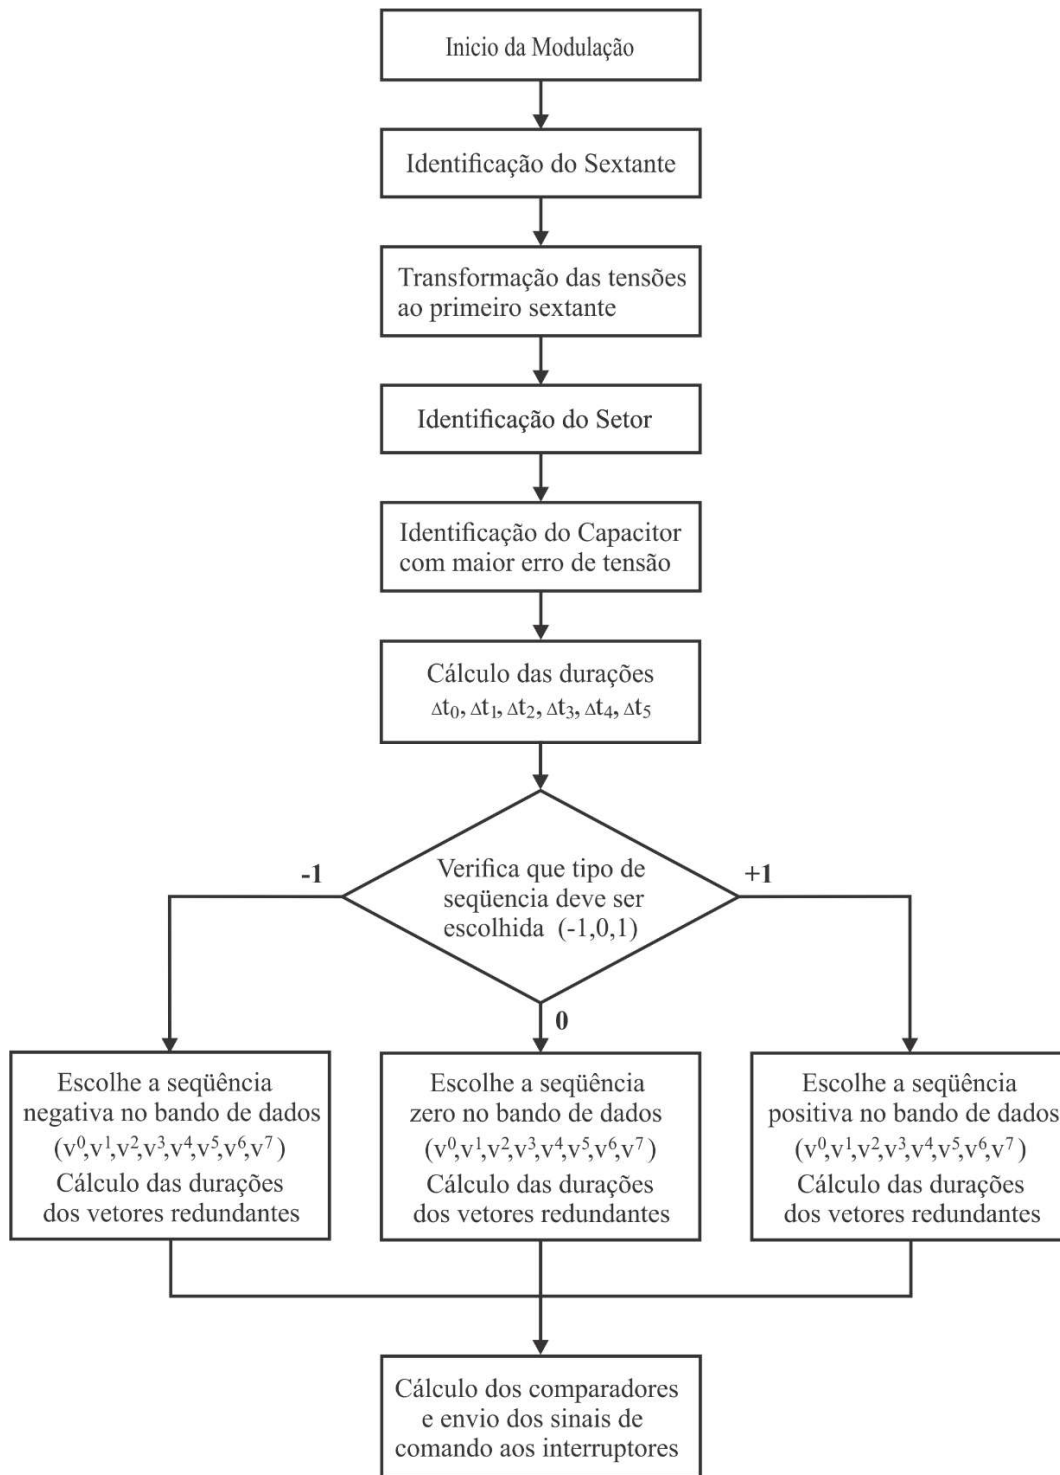 Inicio da Modulação
Identificação do Sextante
Transformação das tensões
ao primeiro sextante
Identificação do Setor
Identificação do Capacitor
com maior erro de tensão
Cálculo das durações
Δt₀, Δt₁, Δt₂, Δt₃, Δt₄, Δt₅
-1
Verifica que tipo de
seqüencia deve ser
escolhida (-1,0,1)
+1
0
Escolhe a seqüência
negativa no bando de dados
(v⁰,v¹,v²,v³,v⁴,v⁵,v⁶,v⁷)
Cálculo das durações
dos vetores redundantes
Escolhe a seqüência
zero no bando de dados
(v⁰,v¹,v²,v³,v⁴,v⁵,v⁶,v⁷)
Cálculo das durações
dos vetores redundantes
Escolhe a seqüência
positiva no bando de dados
(v⁰,v¹,v²,v³,v⁴,v⁵,v⁶,v⁷)
Cálculo das durações
dos vetores redundantes
Cálculo dos comparadores
e envio dos sinais de
comando aos interruptores